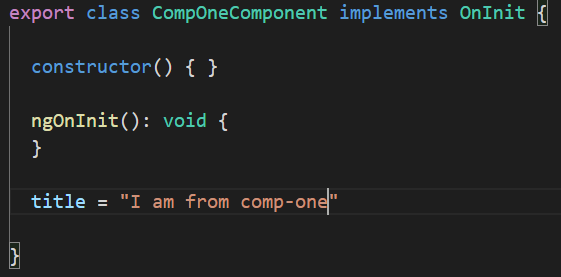 export class CompOneComponent implements OnInit {
constructor() { }
ngOnInit(): void {
}
title = "I am from comp-one"
}